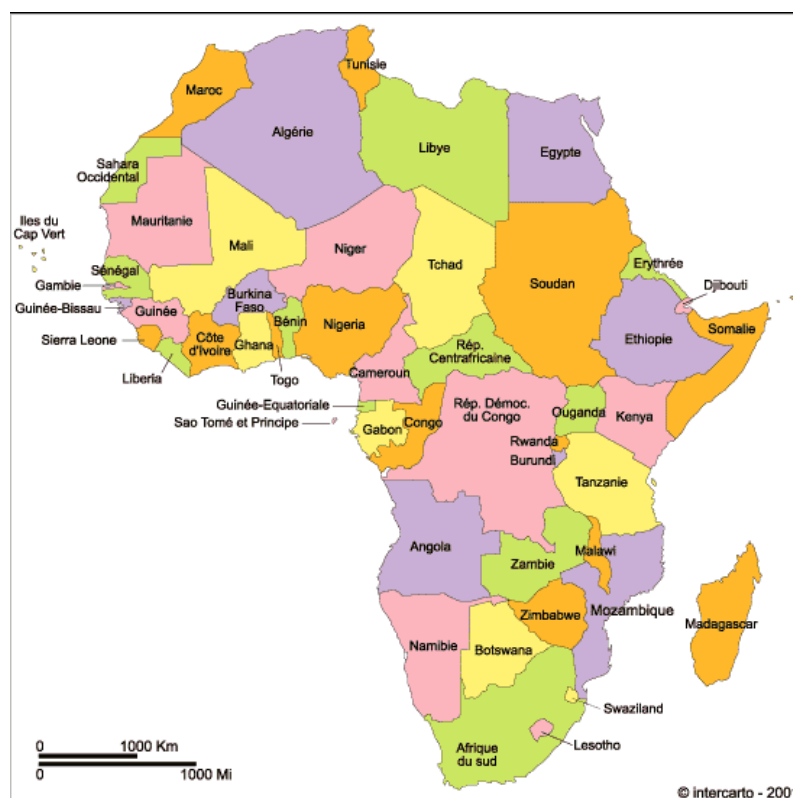 Tunisie
Maroc
Algérie
Libye
Egypte
Sahara
Occidental
Iles du
Cap Vert
Mauritanie
Mali
Niger
Tchad
Soudan
Erythrée
Sénégal
Gambie
Djibouti
Guinée-Bissau
Guinée
Burkina
Faso
Bénin
Nigeria
Ethiopie
Somalie
Sierra Leone
Côte
d'Ivoire
Ghana
Rép.
Centrafricaine
Liberia
Togo
Cameroun
Rép. Démoc.
du Congo
Ouganda
Kenya
Guinée-Equatoriale
Sao Tomé et Principe
Gabon
Congo
Rwanda
Burundi
Tanzanie
Angola
Zambie
Malawi
Zimbabwe
Mozambique
Madagascar
Namibie
Botswana
Swaziland
Lesotho
Afrique
du sud
0 1000 Km
0 1000 Mi
© intercarto - 2001